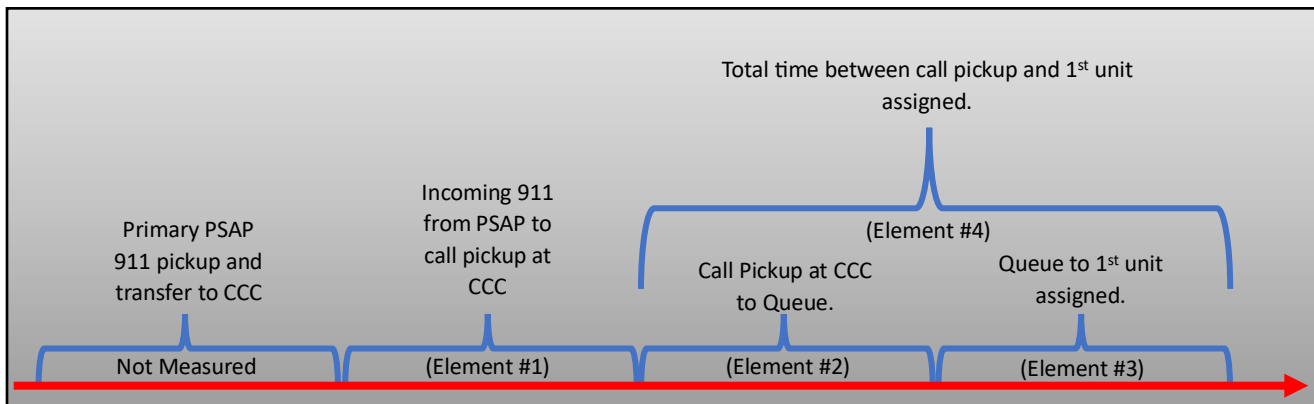 Total time between call pickup and 1st unit
assigned.
(Element #4)
Primary PSAP
911 pickup and
transfer to CCC
Not Measured
Incoming 911
from PSAP to
call pickup at
CCC
(Element #1)
Call Pickup at CCC
to Queue.
(Element #2)
Queue to 1st unit
assigned.
(Element #3)